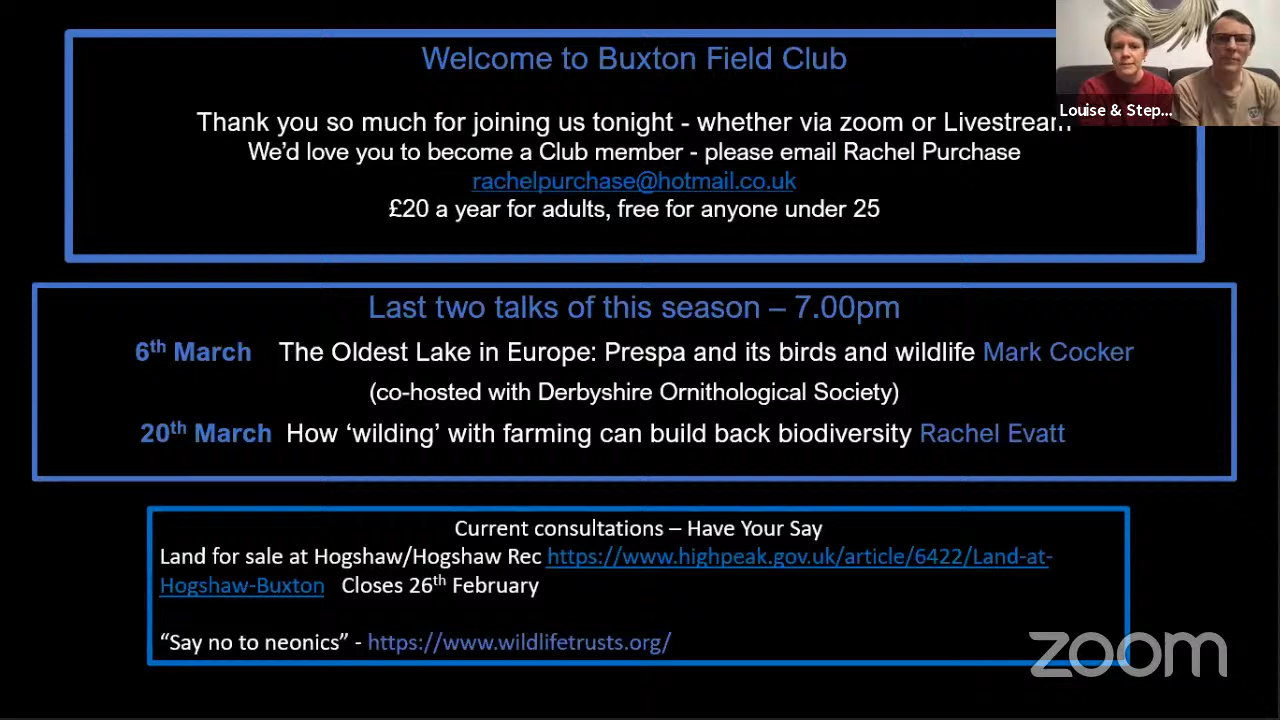 Welcome to Buxton Field Club
Louise & Step...
Thank you so much for joining us tonight - whether via zoom or Livestream
We'd love you to become a Club member - please email Rachel Purchase
rachelpurchase@hotmail.co.uk
£20 a year for adults, free for anyone under 25
Last two talks of this season – 7.00pm
6th March The Oldest Lake in Europe: Prespa and its birds and wildlife Mark Cocker
(co-hosted with Derbyshire Ornithological Society)
20th March How ‘wilding’ with farming can build back biodiversity Rachel Evatt
Current consultations – Have Your Say
Land for sale at Hogshaw/Hogshaw Rec https://www.highpeak.gov.uk/article/6422/Land-at-
Hogshaw-Buxton Closes 26th February
“Say no to neonics” - https://www.wildlifetrusts.org/
zoom